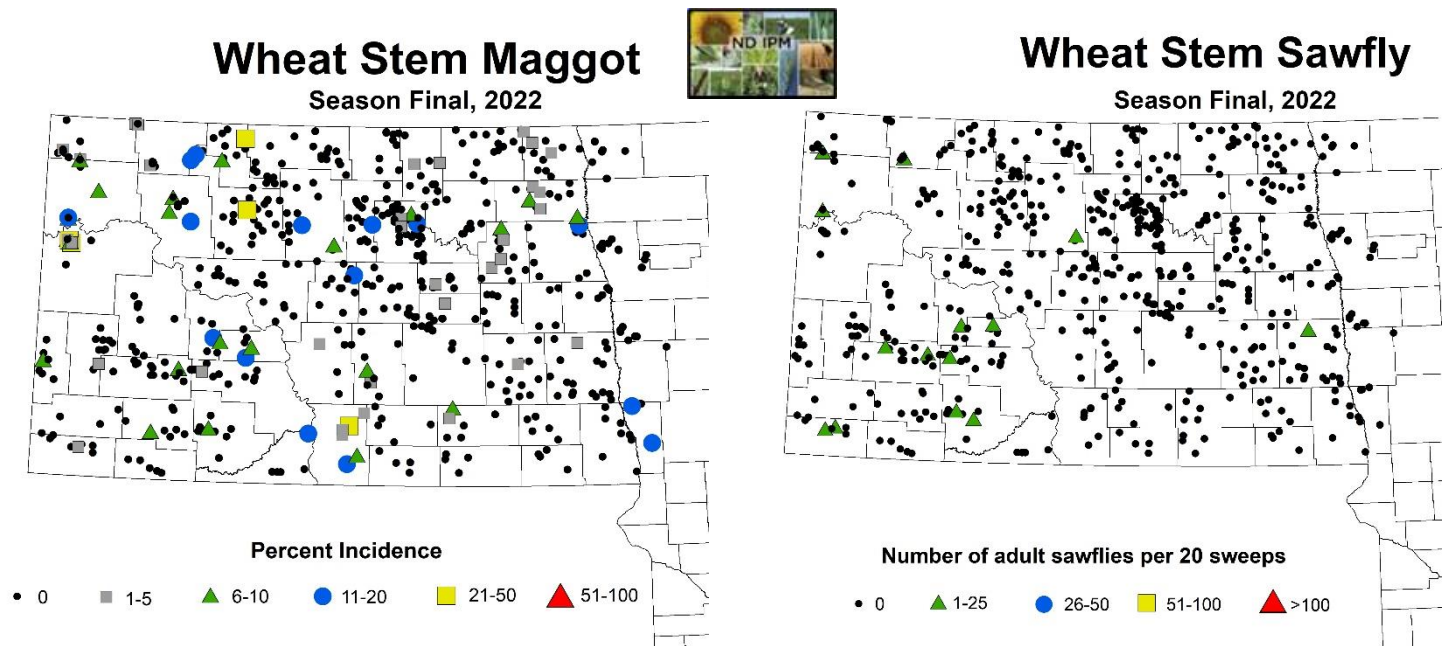 Wheat Stem Maggot
Season Final, 2022
ND IPM
Wheat Stem Sawfly
Season Final, 2022
Percent Incidence
0 1-5 6-10 11-20 21-50 51-100
Number of adult sawflies per 20 sweeps
0 1-25 26-50 51-100 >100